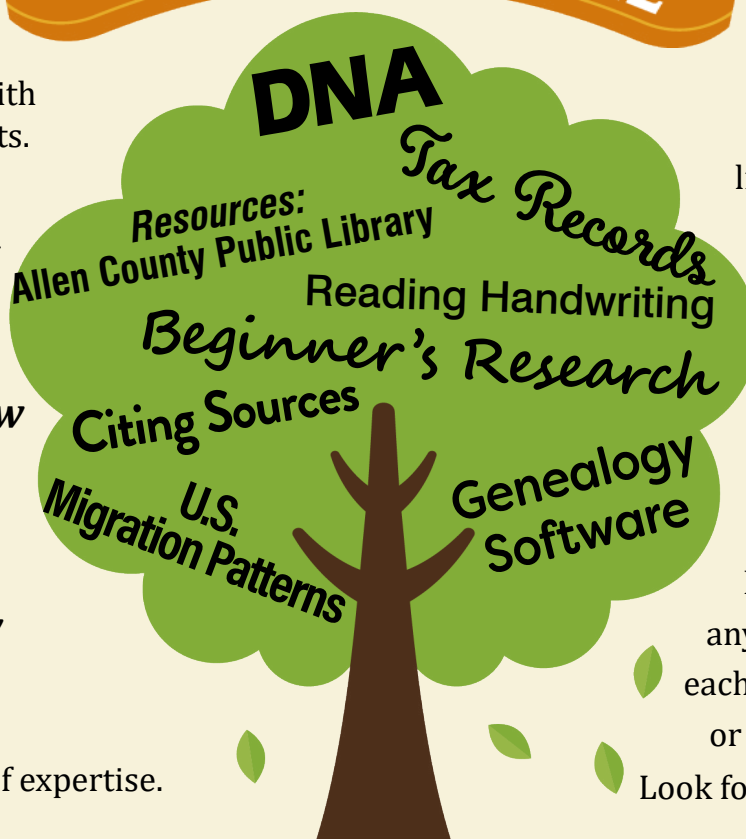 DNA
Tax Records
Resources:
Allen County Public Library
Reading Handwriting
Beginner's Research
Citing Sources
Genealogy
Software
U.S.
Migration Patterns
each
or
f expertise.
Look fo